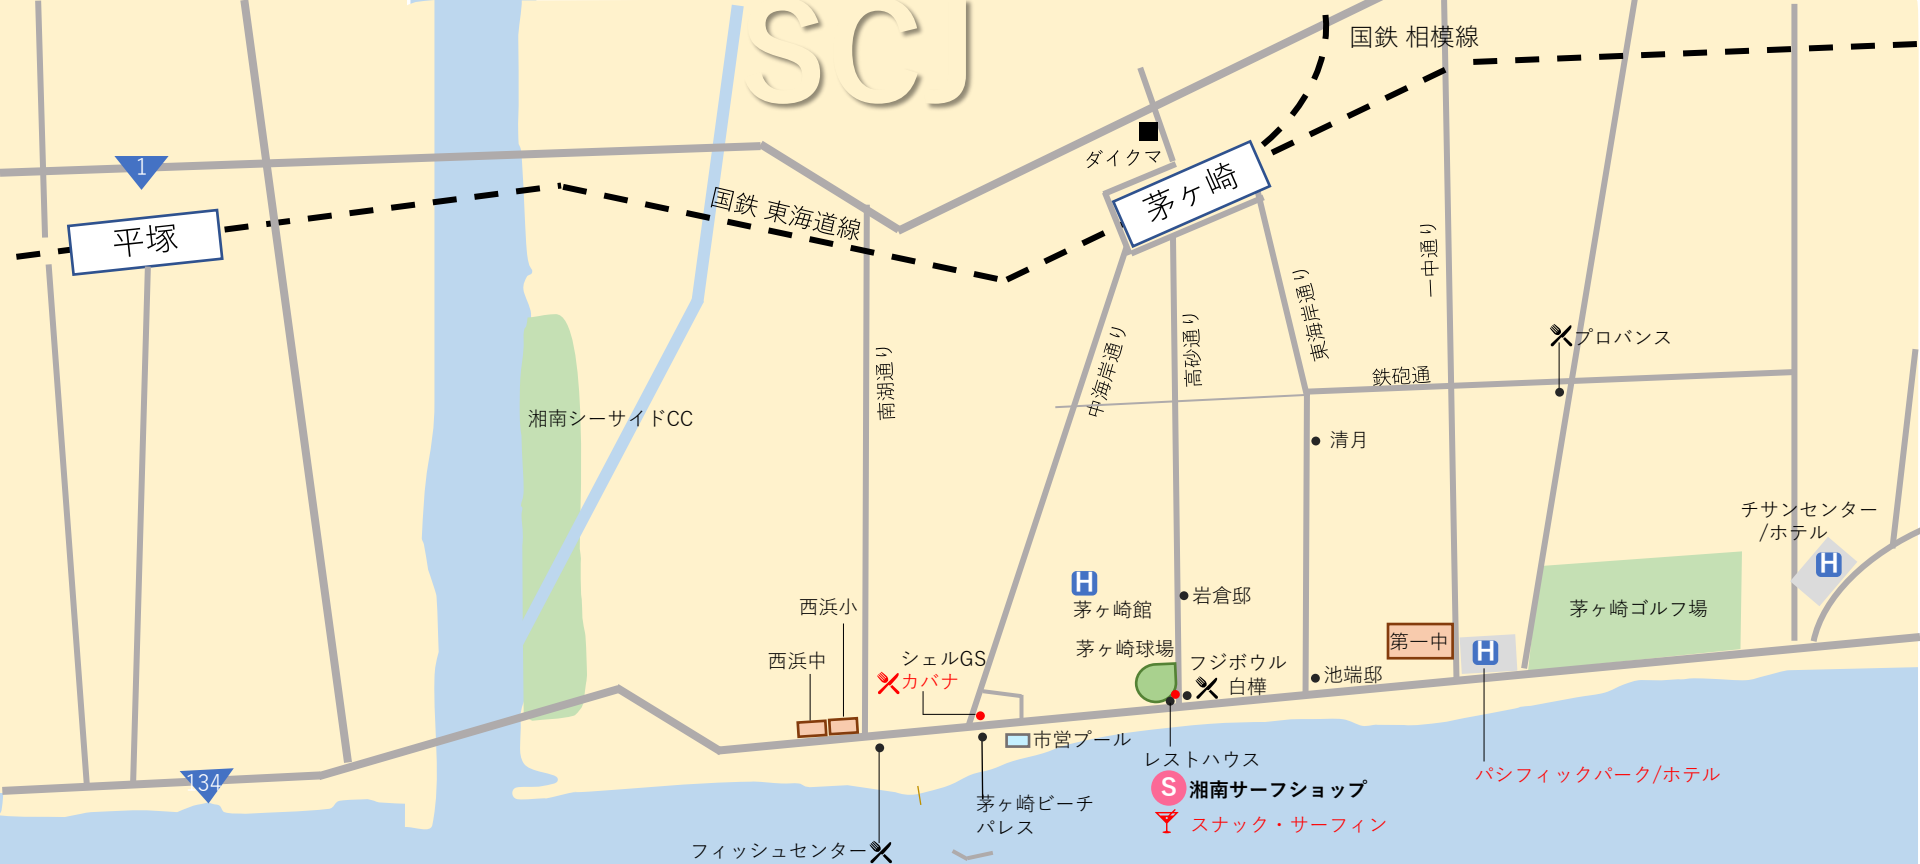 SCJ
国鉄 相模線
1
ダイクマ
茅ヶ崎
国鉄 東海道線
平塚
一中通り
東海岸通り
高砂通り
中海岸通り
南湖通り
プロバンス
鉄砲通
湘南シーサイドCC
清月
チサンセンター
/ホテル
H
H
茅ヶ崎館
岩倉邸
西浜小
茅ヶ崎ゴルフ場
第一中
H
茅ヶ崎球場
シェルGS
カバナ
西浜中
フジボウル
白樺
池端邸
市営プール
レストハウス
134
パシフィックパーク/ホテル
S
湘南サーフショップ
茅ヶ崎ビーチ
パレス
スナック・サーフィン
フィッシュセンター